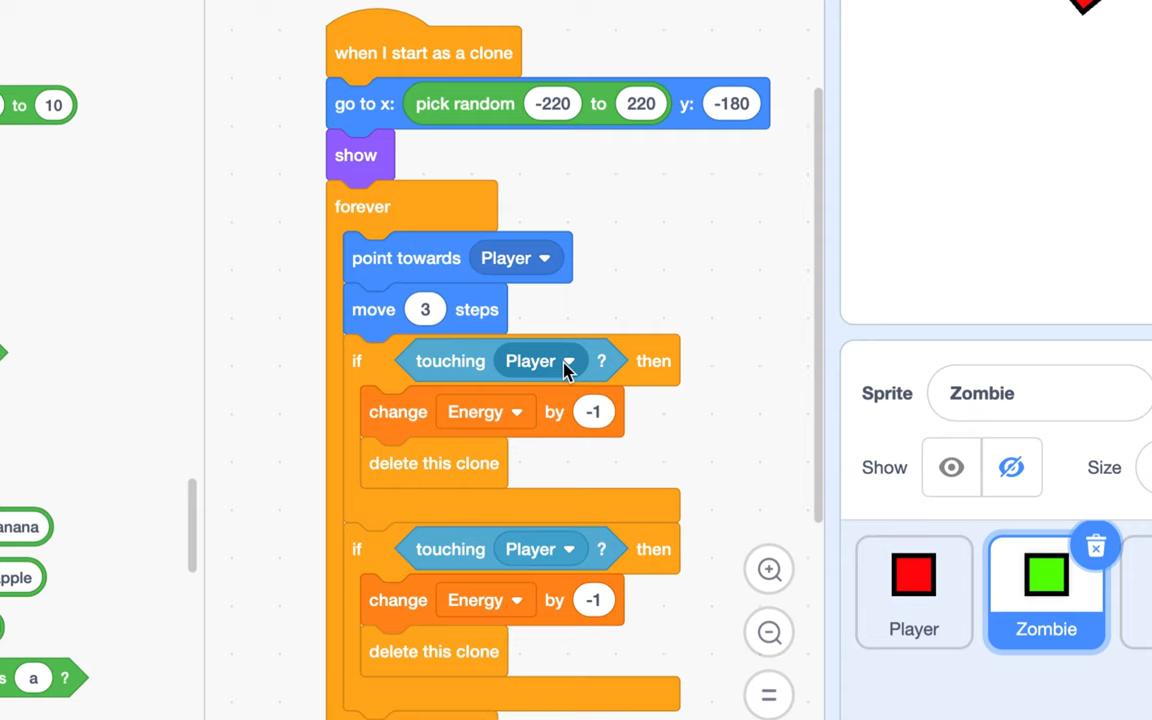 when I start as a clone
to 10
go to x: pick random -220 to 220 y: -180
show
forever
point towards Player
move 3 steps
if touching Player ? then
Sprite Zombie
change Energy by -1
delete this clone
Show
Size
if touching Player ? then
change Energy by -1
delete this clone
a ?
Player
Zombie